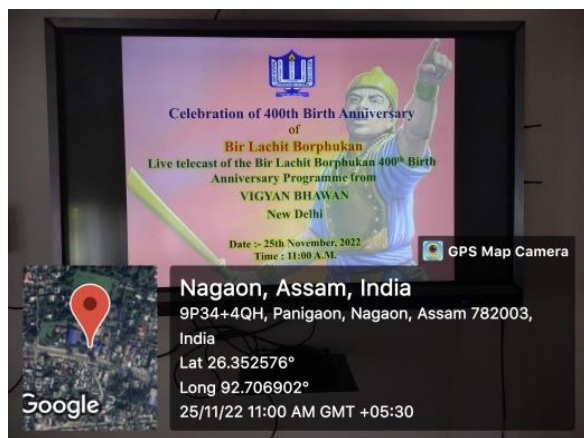 Celebration of 400th Birth Anniversary
of
Bir Lachit Borphukan
Live telecast of the Bir Lachit Borphukan 400th Birth
Anniversary Programme from
VIGYAN BHAWAN
New Delhi
Date :- 25th November, 2022
Time : 11:00 A.M.
GPS Map Camera
Nagaon, Assam, India
9P34+4QH, Panigaon, Nagaon, Assam 782003,
India
Lat 26.352576°
Long 92.706902°
25/11/22 11:00 AM GMT +05:30
Google